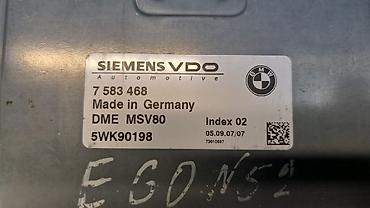 SIEMENS VDO
Automotive
BMW
7 583 468
Made in Germany
DME MSV80
Index 02
5WK90198
05.09.07/07
EGON52